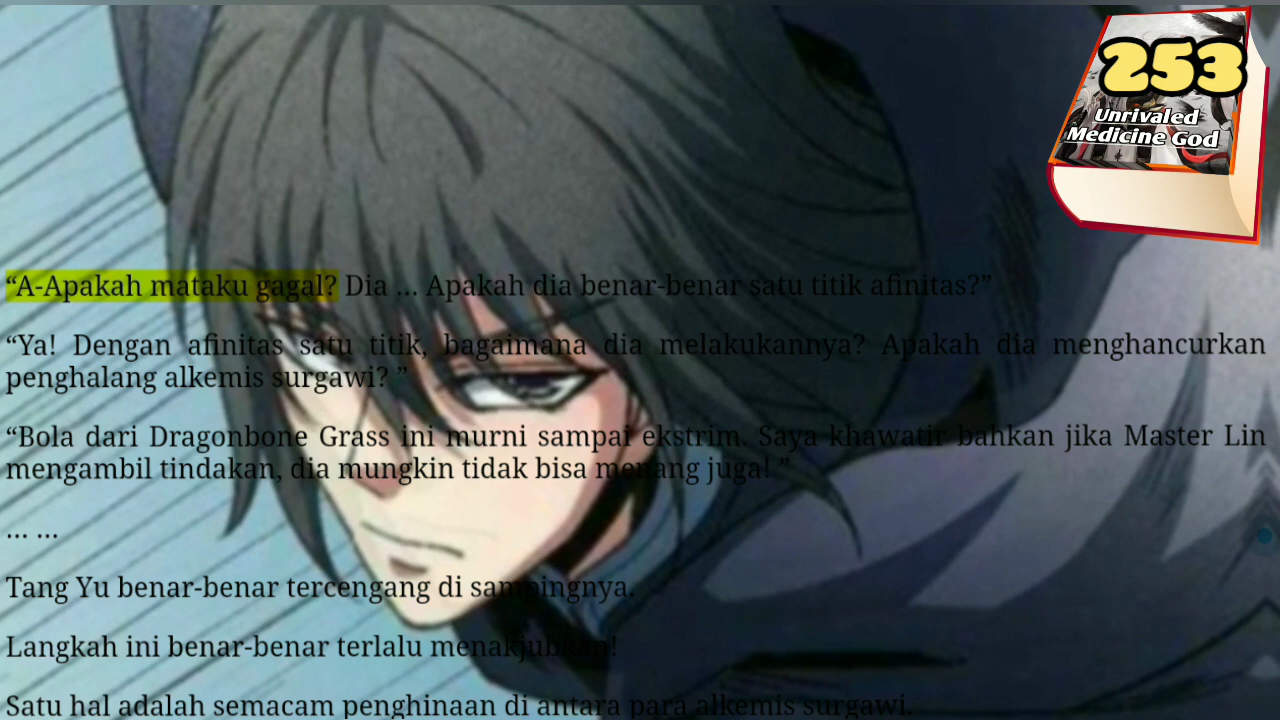 253
Unrivaled
Medicine God
“A-Apakah mataku gagal? Dia ... Apakah dia benar-benar satu titik afinitas?”
“Ya! Dengan afinitas satu titik, bagaimana dia melakukannya? Apakah dia menghancurkan
penghalang alkemis surgawi? ”
“Bola dari Dragonbone Grass ini murni sampai ekstrim. Saya khawatir bahkan jika Master Lin
mengambil tindakan, dia mungkin tidak bisa menang juga! ”
... ...
Tang Yu benar-benar tercengang di sampingnya.
Langkah ini benar-benar terlalu menakjubkan!
Satu hal adalah semacam penghinaan di antara para alkemis surgawi.